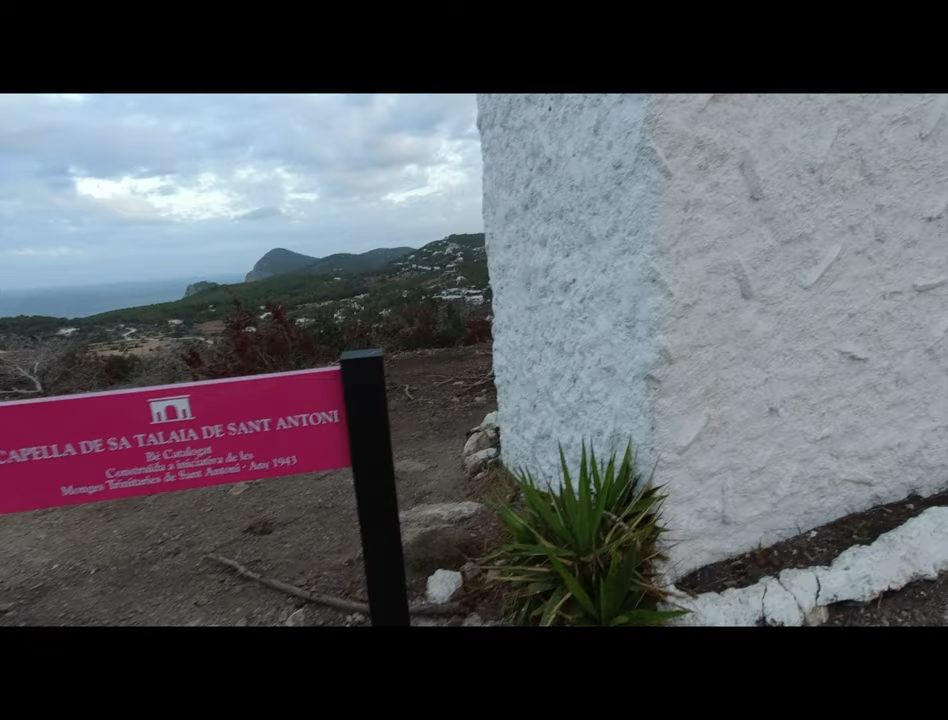 CAPELLA DE SA TALAIA DE SANT ANTONI
Bé Catalogat
Construïda a iniciativa de les
Monges Trinitàries de Sant Antoni - Any 1943